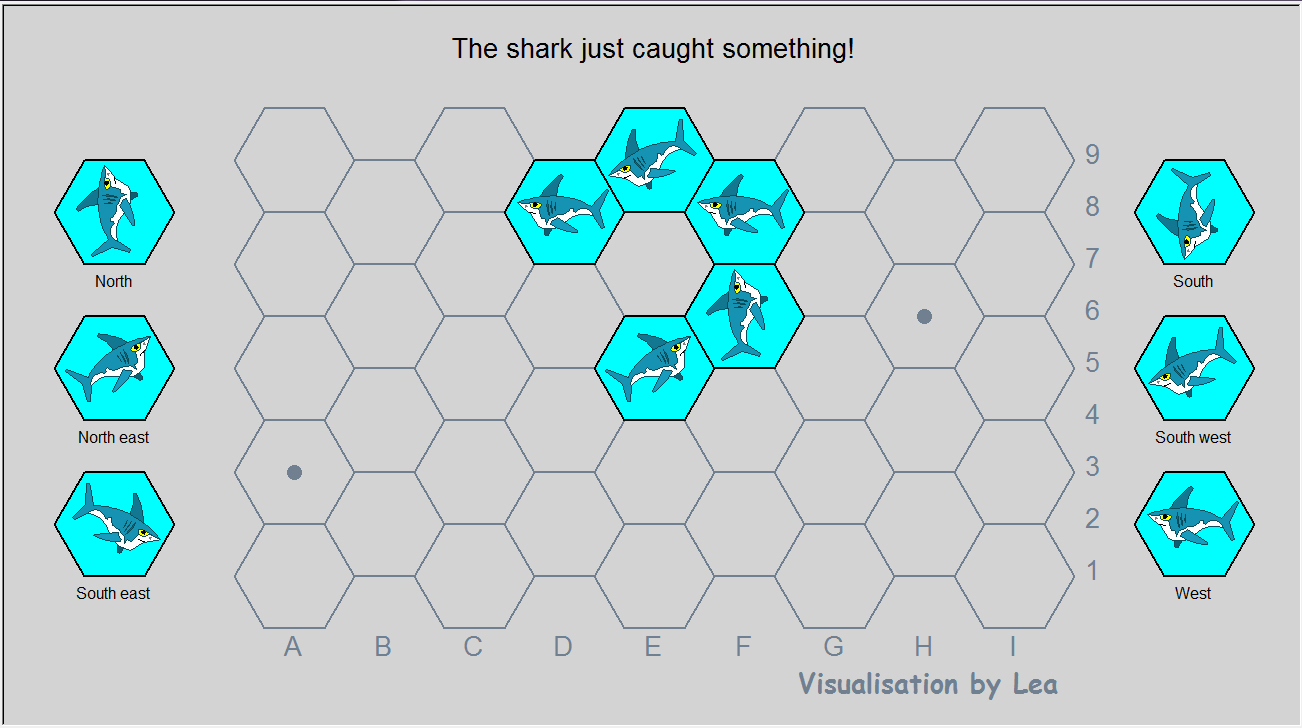 The shark just caught something!
9
8
7
6
5
4
3
2
1
North
North east
South east
South
South west
West
A B C D E F G H I
Visualisation by Lea